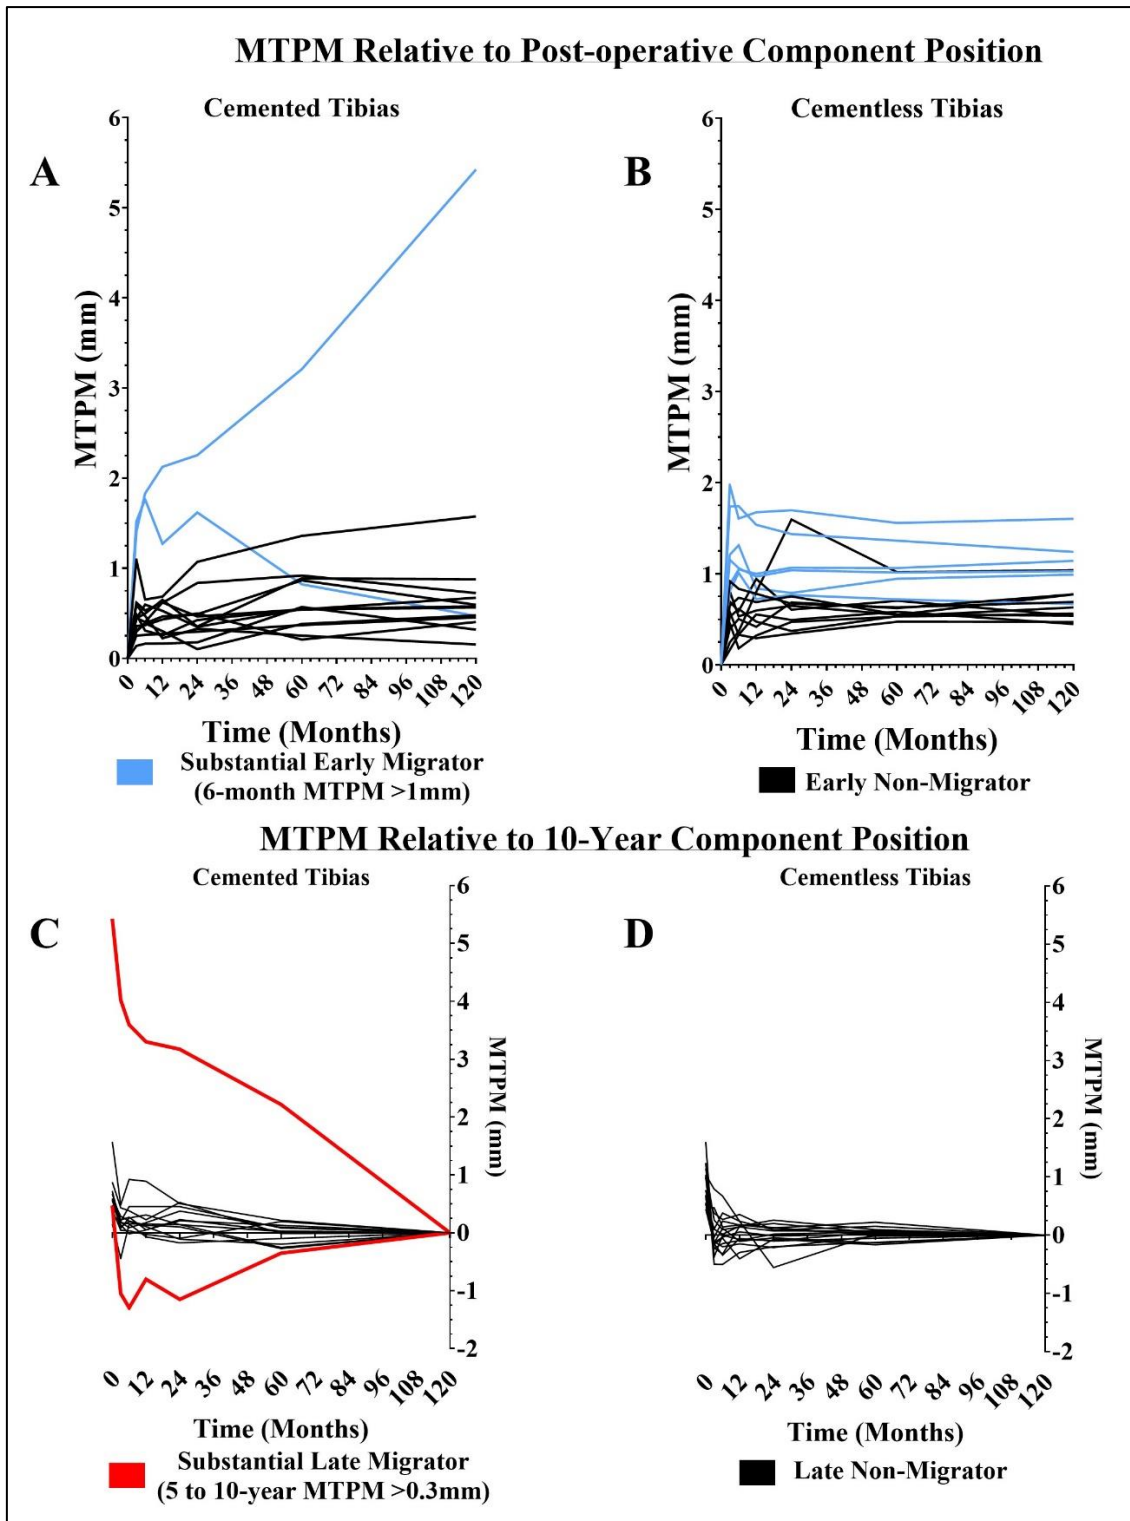 MTPM Relative to Post-operative Component Position
Cemented Tibias
A
MTPM (mm)
6
5
4
3
2
1
0
0 12 24 36 48 60 72 84 96 108 120
Time (Months)
Substantial Early Migrator
(6-month MTPM >1mm)
Cementless Tibias
B
MTPM (mm)
6
5
4
3
2
1
0
0 12 24 36 48 60 72 84 96 108 120
Time (Months)
Early Non-Migrator
MTPM Relative to 10-Year Component Position
Cemented Tibias
C
6
5
4
3
2
1
0
-1
-2
MTPM (mm)
0 12 24 36 48 60 72 84 96 108 120
Time (Months)
Substantial Late Migrator
(5 to 10-year MTPM >0.3mm)
Cementless Tibias
D
6
5
4
3
2
1
0
-1
-2
MTPM (mm)
0 12 24 36 48 60 72 84 96 108 120
Time (Months)
Late Non-Migrator